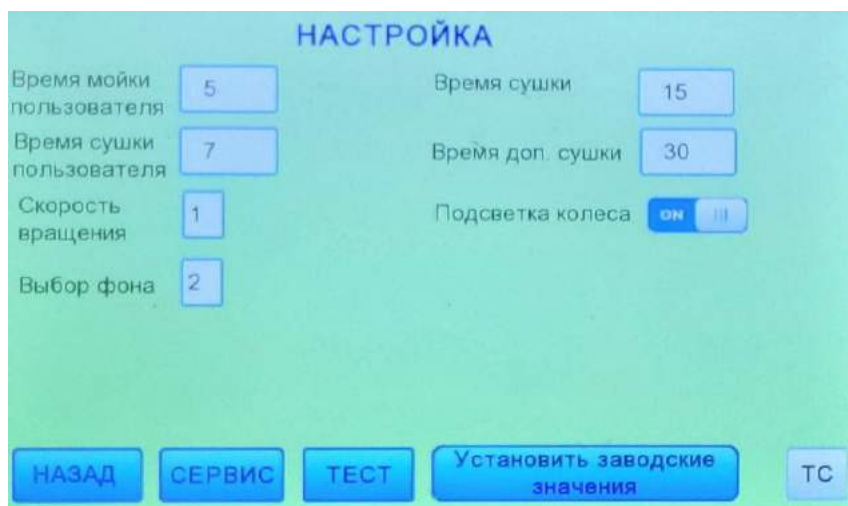 НАСТРОЙКА
Время мойки
пользователя
5
Время сушки
15
Время сушки
пользователя
7
Время доп. сушки
30
Скорость
вращения
1
Подсветка колеса
ON
Выбор фона
2
НАЗАД
СЕРВИС
ТЕСТ
Установить заводские
значения
ТС